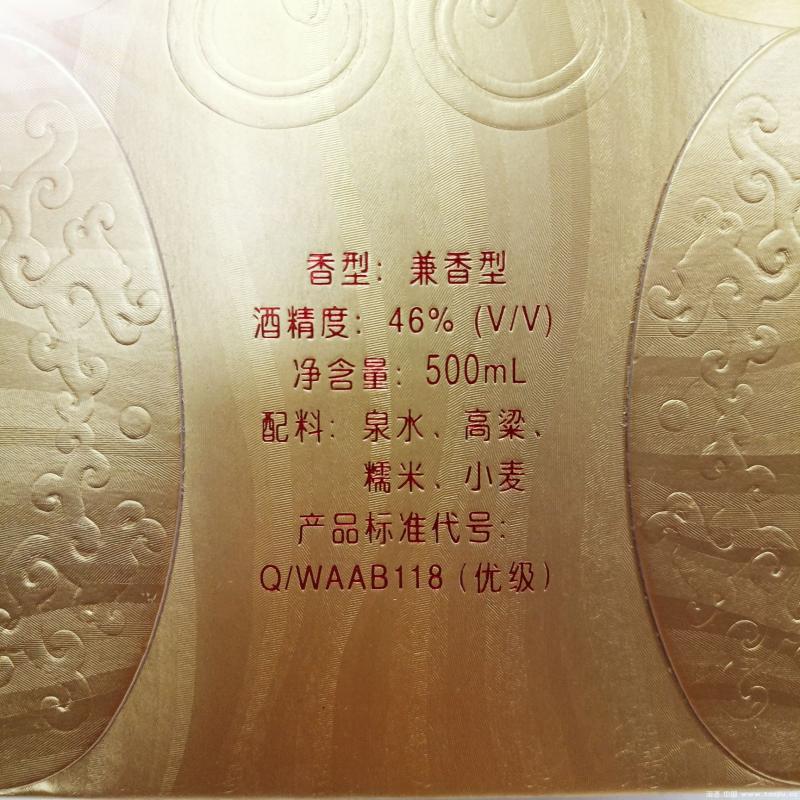 香型：兼香型
酒精度：46% (V/V)
净含量：500mL
配料：泉水、高粱、
糯米、小麦
产品标准代号：
Q/WAAB118（优级）